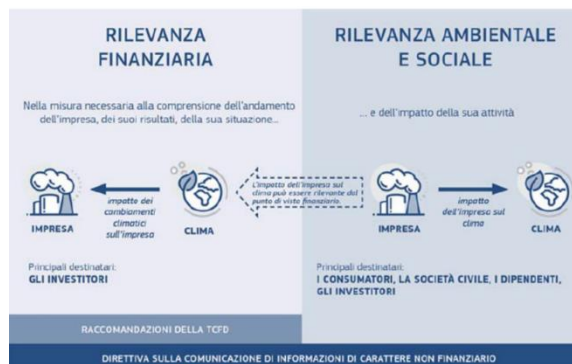 RILEVANZA
FINANZIARIA
Nella misura necessaria alla comprensione dell'andamento
dell'impresa, dei suoi risultati, della sua situazione...
IMPRESA
impatto dei
cambiamenti
climatici
sull'impresa
CLIMA
Principali destinatari:
GLI INVESTITORI
RACCOMANDAZIONI DELLA TCFD
L'impatto dell'impresa sul
clima può essere rilevante dal
punto di vista finanziario.
RILEVANZA AMBIENTALE
E SOCIALE
... e dell'impatto della sua attività
IMPRESA
impatto
dell'impresa sul
clima
CLIMA
Principali destinatari:
I CONSUMATORI, LA SOCIETÀ CIVILE, I DIPENDENTI,
GLI INVESTITORI
DIRETTIVA SULLA COMUNICAZIONE DI INFORMAZIONI DI CARATTERE NON FINANZIARIO